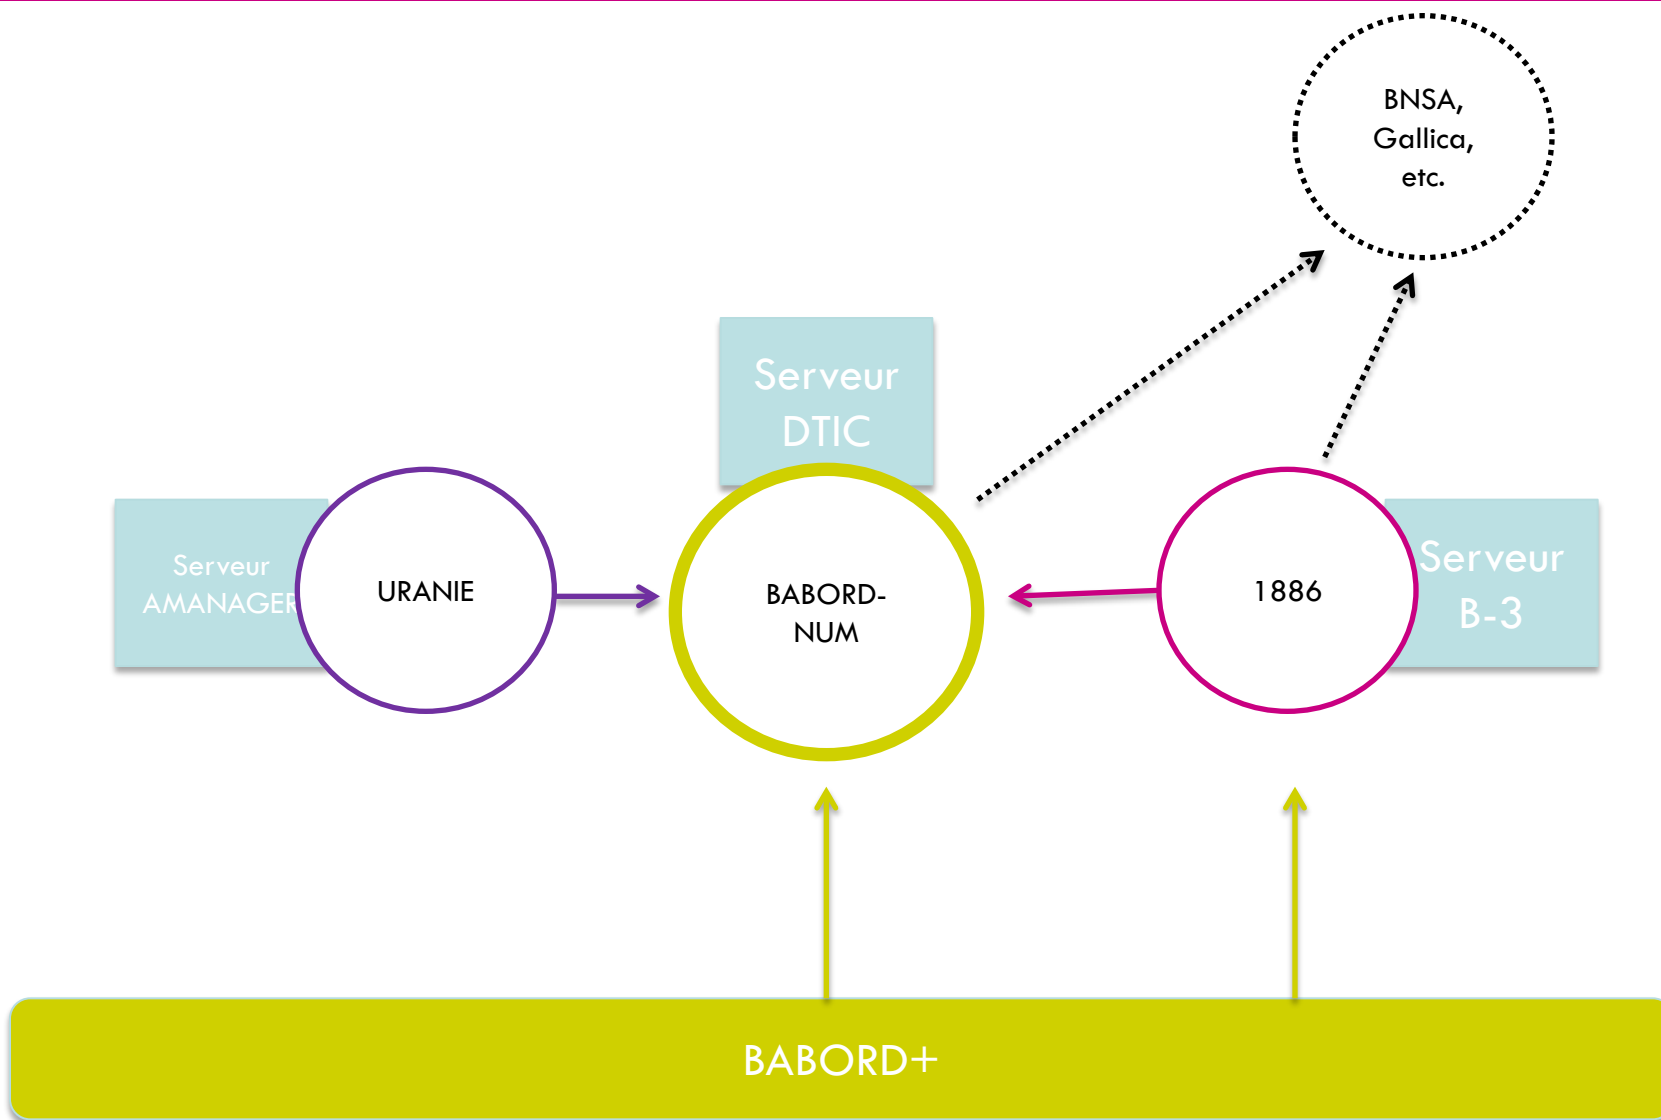 BNSA,
Gallica,
etc.
Serveur
DTIC
Serveur
AMANAGER
URANIE
BABORD-
NUM
1886
Serveur
B-3
BABORD+